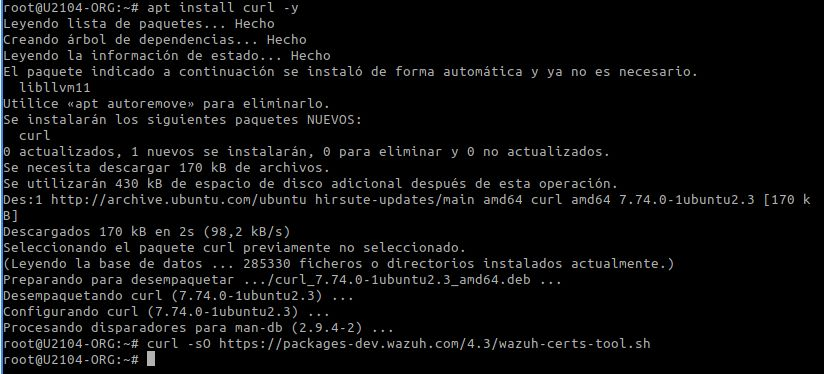 root@U2104-ORG:~# apt install curl -y
Leyendo lista de paquetes... Hecho
Creando árbol de dependencias... Hecho
Leyendo la información de estado... Hecho
El paquete indicado a continuación se instaló de forma automática y ya no es necesario.
  libllvm11
Utilice «apt autoremove» para eliminarlo.
Se instalarán los siguientes paquetes NUEVOS:
  curl
0 actualizados, 1 nuevos se instalarán, 0 para eliminar y 0 no actualizados.
Se necesita descargar 170 kB de archivos.
Se utilizarán 430 kB de espacio de disco adicional después de esta operación.
Des:1 http://archive.ubuntu.com/ubuntu hirsute-updates/main amd64 curl amd64 7.74.0-1ubuntu2.3 [170 k
B]
Descargados 170 kB en 2s (98,2 kB/s)
Seleccionando el paquete curl previamente no seleccionado.
(Leyendo la base de datos ... 285330 ficheros o directorios instalados actualmente.)
Preparando para desempaquetar .../curl_7.74.0-1ubuntu2.3_amd64.deb ...
Desempaquetando curl (7.74.0-1ubuntu2.3) ...
Configurando curl (7.74.0-1ubuntu2.3) ...
Procesando disparadores para man-db (2.9.4-2) ...
root@U2104-ORG:~# curl -sO https://packages-dev.wazuh.com/4.3/wazuh-certs-tool.sh
root@U2104-ORG:~#